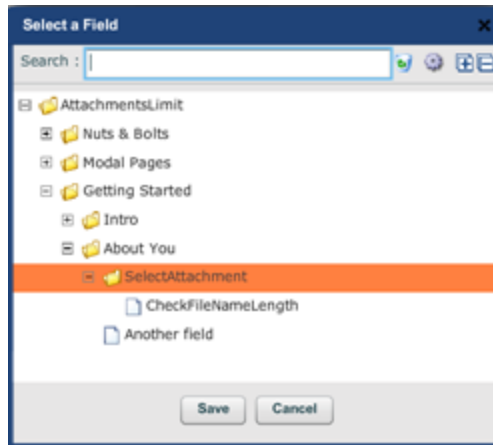 Select a Field
Search :
AttachmentsLimit
Nuts & Bolts
Modal Pages
Getting Started
Intro
About You
SelectAttachment
CheckFileNameLength
Another field
Save Cancel